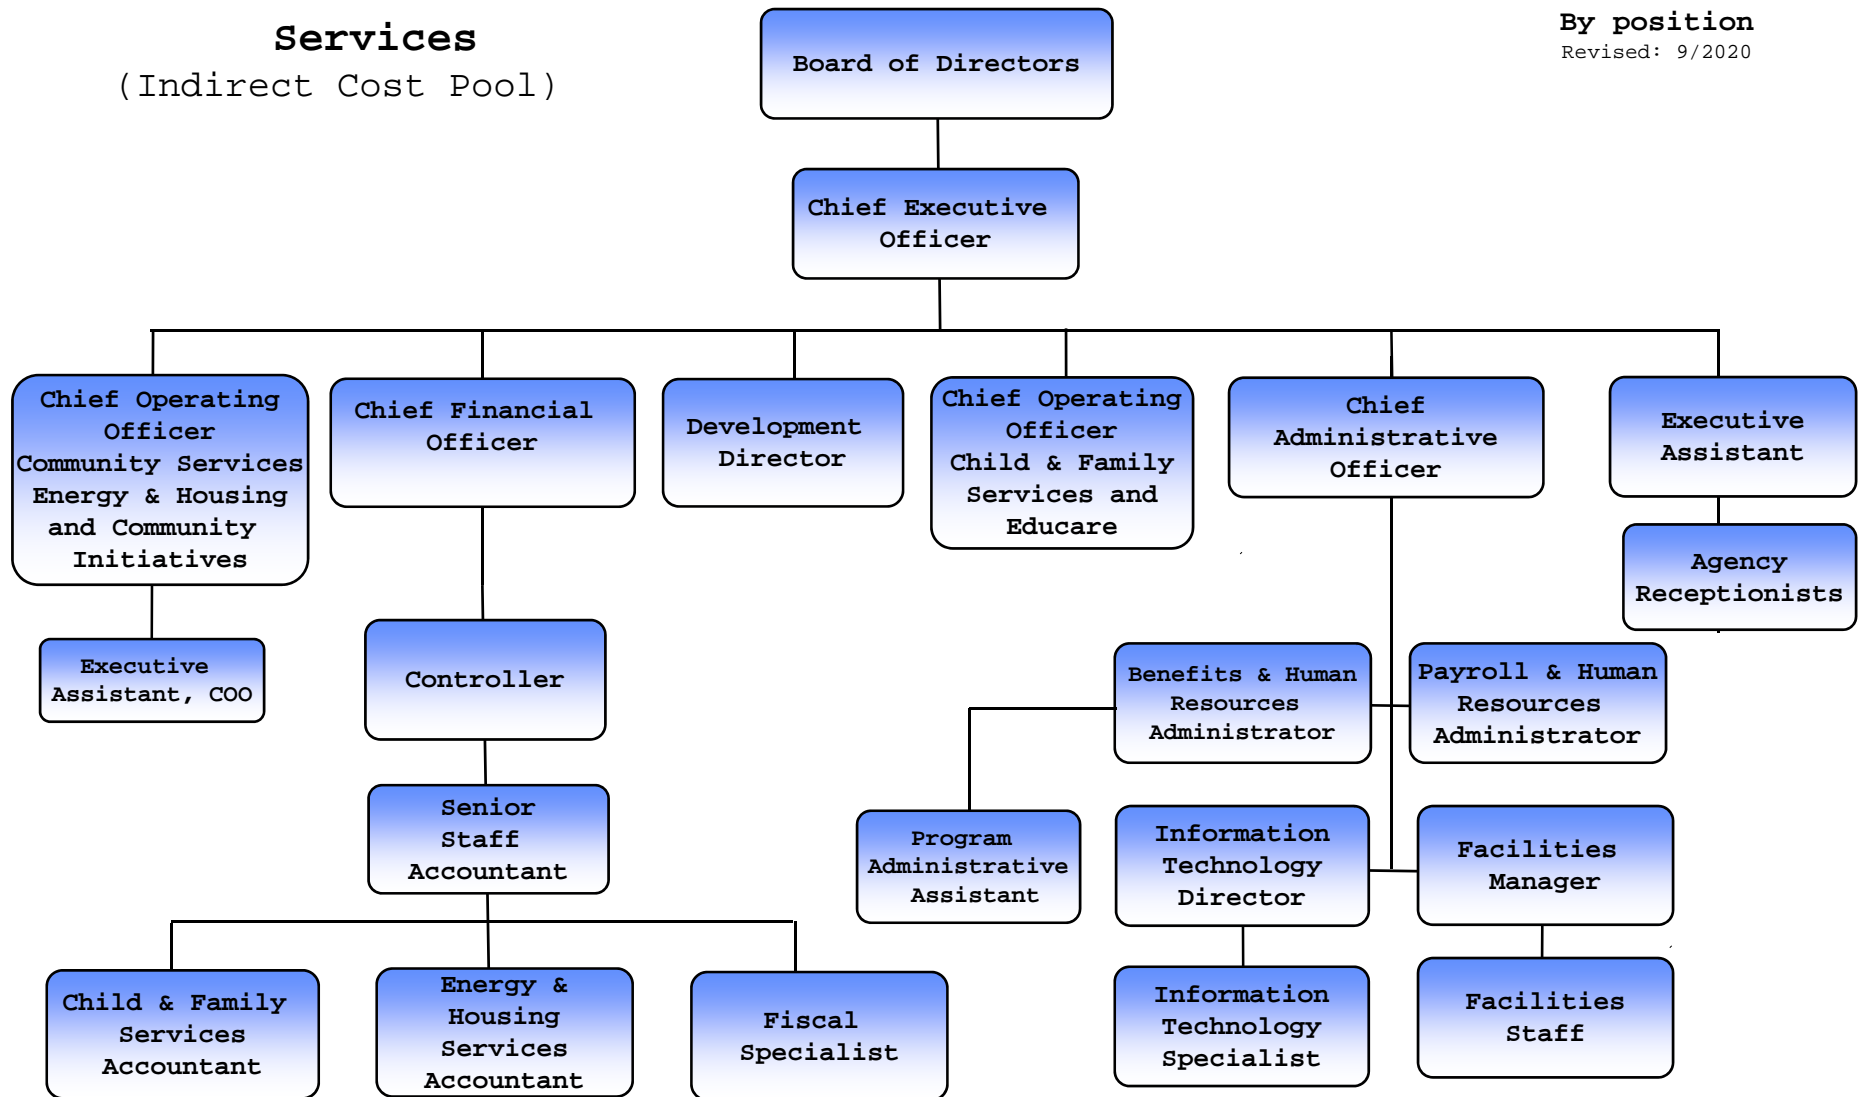 Services
(Indirect Cost Pool)
By position
Revised: 9/2020
Board of Directors
Chief Executive
Officer
Chief Operating
Officer
Community Services
Energy & Housing
and Community
Initiatives
Chief Financial
Officer
Development
Director
Chief Operating
Officer
Child & Family
Services and
Educare
Chief
Administrative
Officer
Executive
Assistant
Agency
Receptionists
Executive
Assistant, COO
Controller
Benefits & Human
Resources
Administrator
Payroll & Human
Resources
Administrator
Senior
Staff
Accountant
Program
Administrative
Assistant
Information
Technology
Director
Facilities
Manager
Child & Family
Services
Accountant
Energy &
Housing
Services
Accountant
Fiscal
Specialist
Information
Technology
Specialist
Facilities
Staff